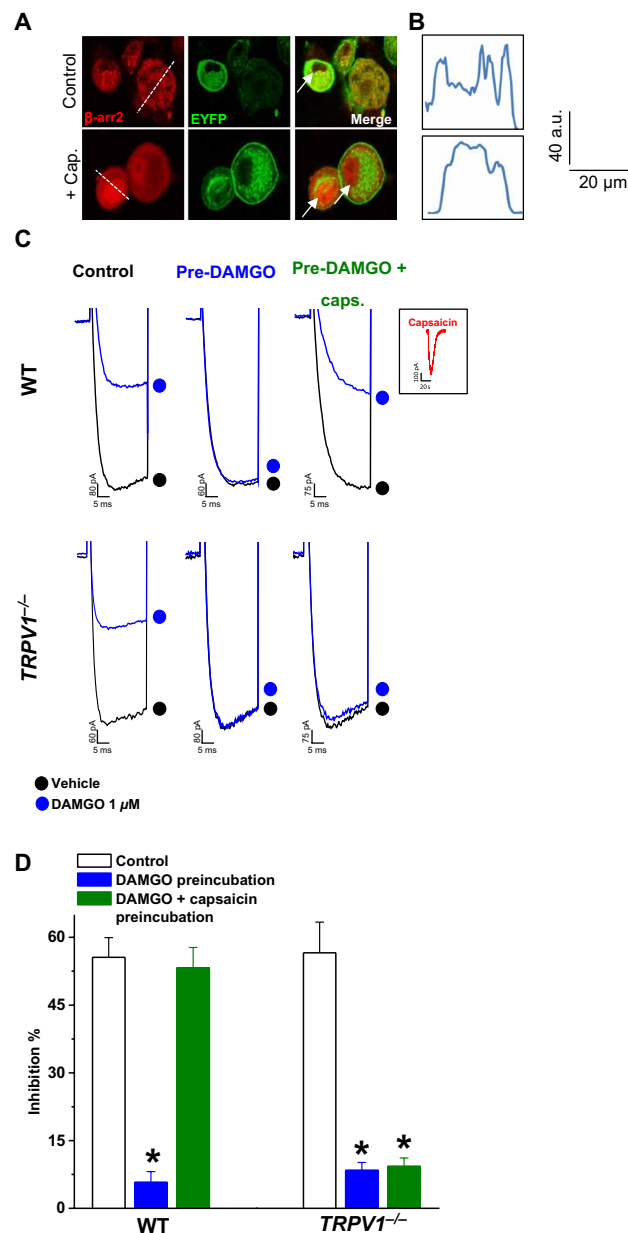 A
B
Control
β-arr2
EYFP
Merge
+ Cap.
40 a.u.
20 µm
C
Control
Pre-DAMGO
Pre-DAMGO +
caps.
WT
Capsaicin
100 pA
20 s
80 pA
5 ms
60 pA
5 ms
75 pA
5 ms
TRPV1–/–
60 pA
5 ms
80 pA
5 ms
75 pA
5 ms
Vehicle
DAMGO 1 µM
D
Control
DAMGO preincubation
DAMGO + capsaicin
preincubation
Inhibition %
60
45
30
15
0
*
*
*
WT
TRPV1–/–